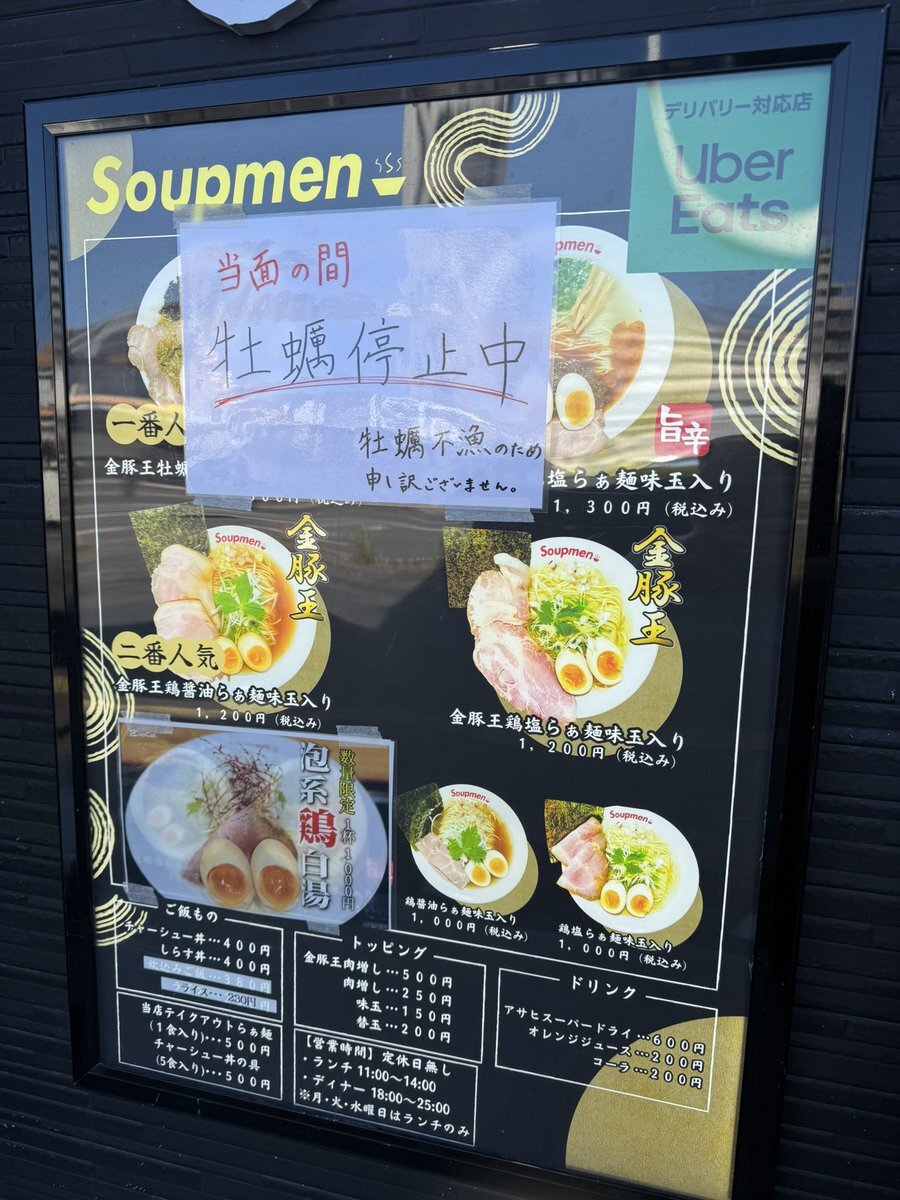 Soupmen
デリバリー対応店
Uber
Eats
当面の間
牡蠣停止中
牡蠣不漁のため
申し訳ございません。
Soupmen
旨辛
一番人
金豚王牡蠣
塩らぁ麺味玉入り
1,300円(税込み)
金豚王
Soupmen
二番人気
金豚王鶏醤油らぁ麺味玉入り
1,200円(税込み)
金豚王
Soupmen
金豚王鶏塩らぁ麺味玉入り
1,200円(税込み)
数量限定 1杯1000円
泡系鶏白湯
Soupmen
鶏醤油らぁ麺味玉入り
1,000円(税込み)
Soupmen
鶏塩らぁ麺味玉入り
1,000円(税込み)
ご飯もの
チャーシュー丼…400円
しらす丼…400円
炊込みご飯…380円
ライス…230円
当店テイクアウトらぁ麺
(1食入り)…500円
チャーシュー丼の具
(5食入り)…500円
トッピング
金豚王肉増し…500円
肉増し…250円
味玉…150円
替玉…200円
【営業時間】定休日無し
・ランチ 11:00〜14:00
・ディナー 18:00〜25:00
※月・火・水曜日はランチのみ
ドリンク
アサヒスーパードライ…600円
オレンジジュース…200円
コーラ…200円